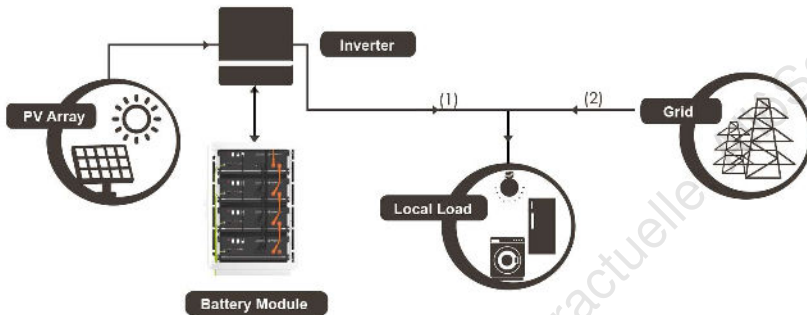 Inverter
PV Array
(1)
(2)
Grid
Local Load
Battery Module